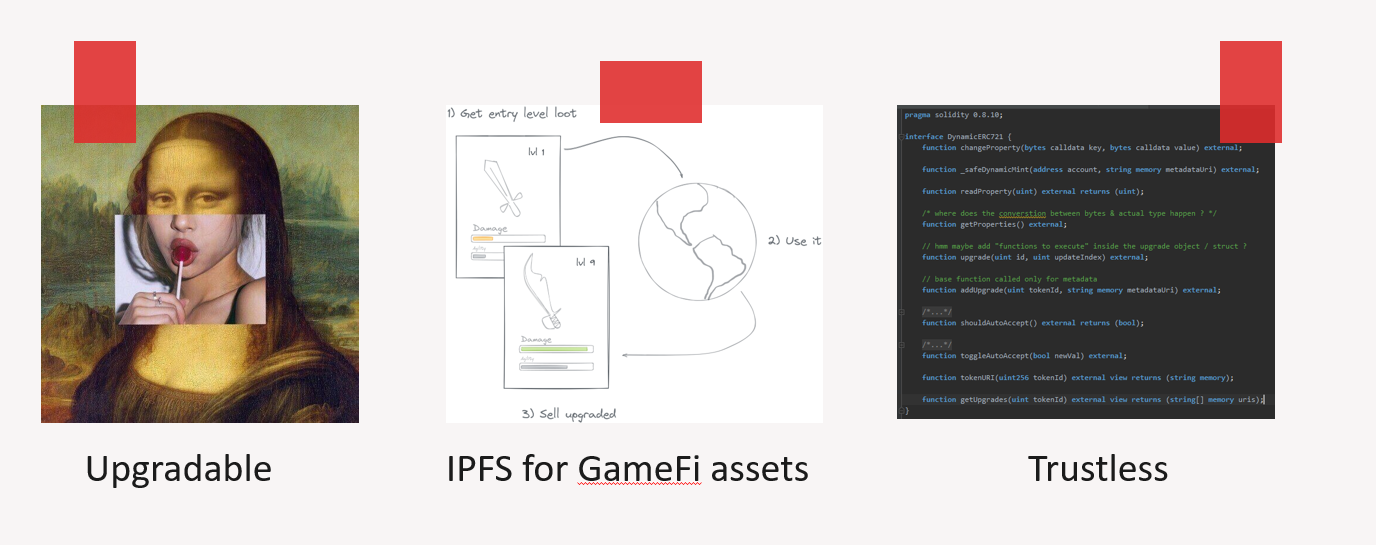 1) Get entry level loot
lvl 1
Damage
Agility
lvl 9
Damage
Agility
2) Use it
3) Sell upgraded
pragma solidity 0.8.10;
interface DynamicERC721 {
function changeProperty(bytes calldata key, bytes calldata value) external;
function _safeDynamicMint(address account, string memory metadataUri) external;
function readProperty(uint) external returns (uint);
/* where does the converstion between bytes & actual type happen ? */
function getProperties() external;
// hmm maybe add "functions to execute" inside the upgrade object / struct ?
function upgrade(uint id, uint updateIndex) external;
// base function called only for metadata
function addUpgrade(uint tokenId, string memory metadataUri) external;
/*...*/
function shouldAutoAccept() external returns (bool);
/*...*/
function toggleAutoAccept(bool newVal) external;
function tokenURI(uint256 tokenId) external view returns (string memory);
function getUpgrades(uint tokenId) external view returns (string[] memory uris);
}
Upgradable
IPFS for GameFi assets
Trustless